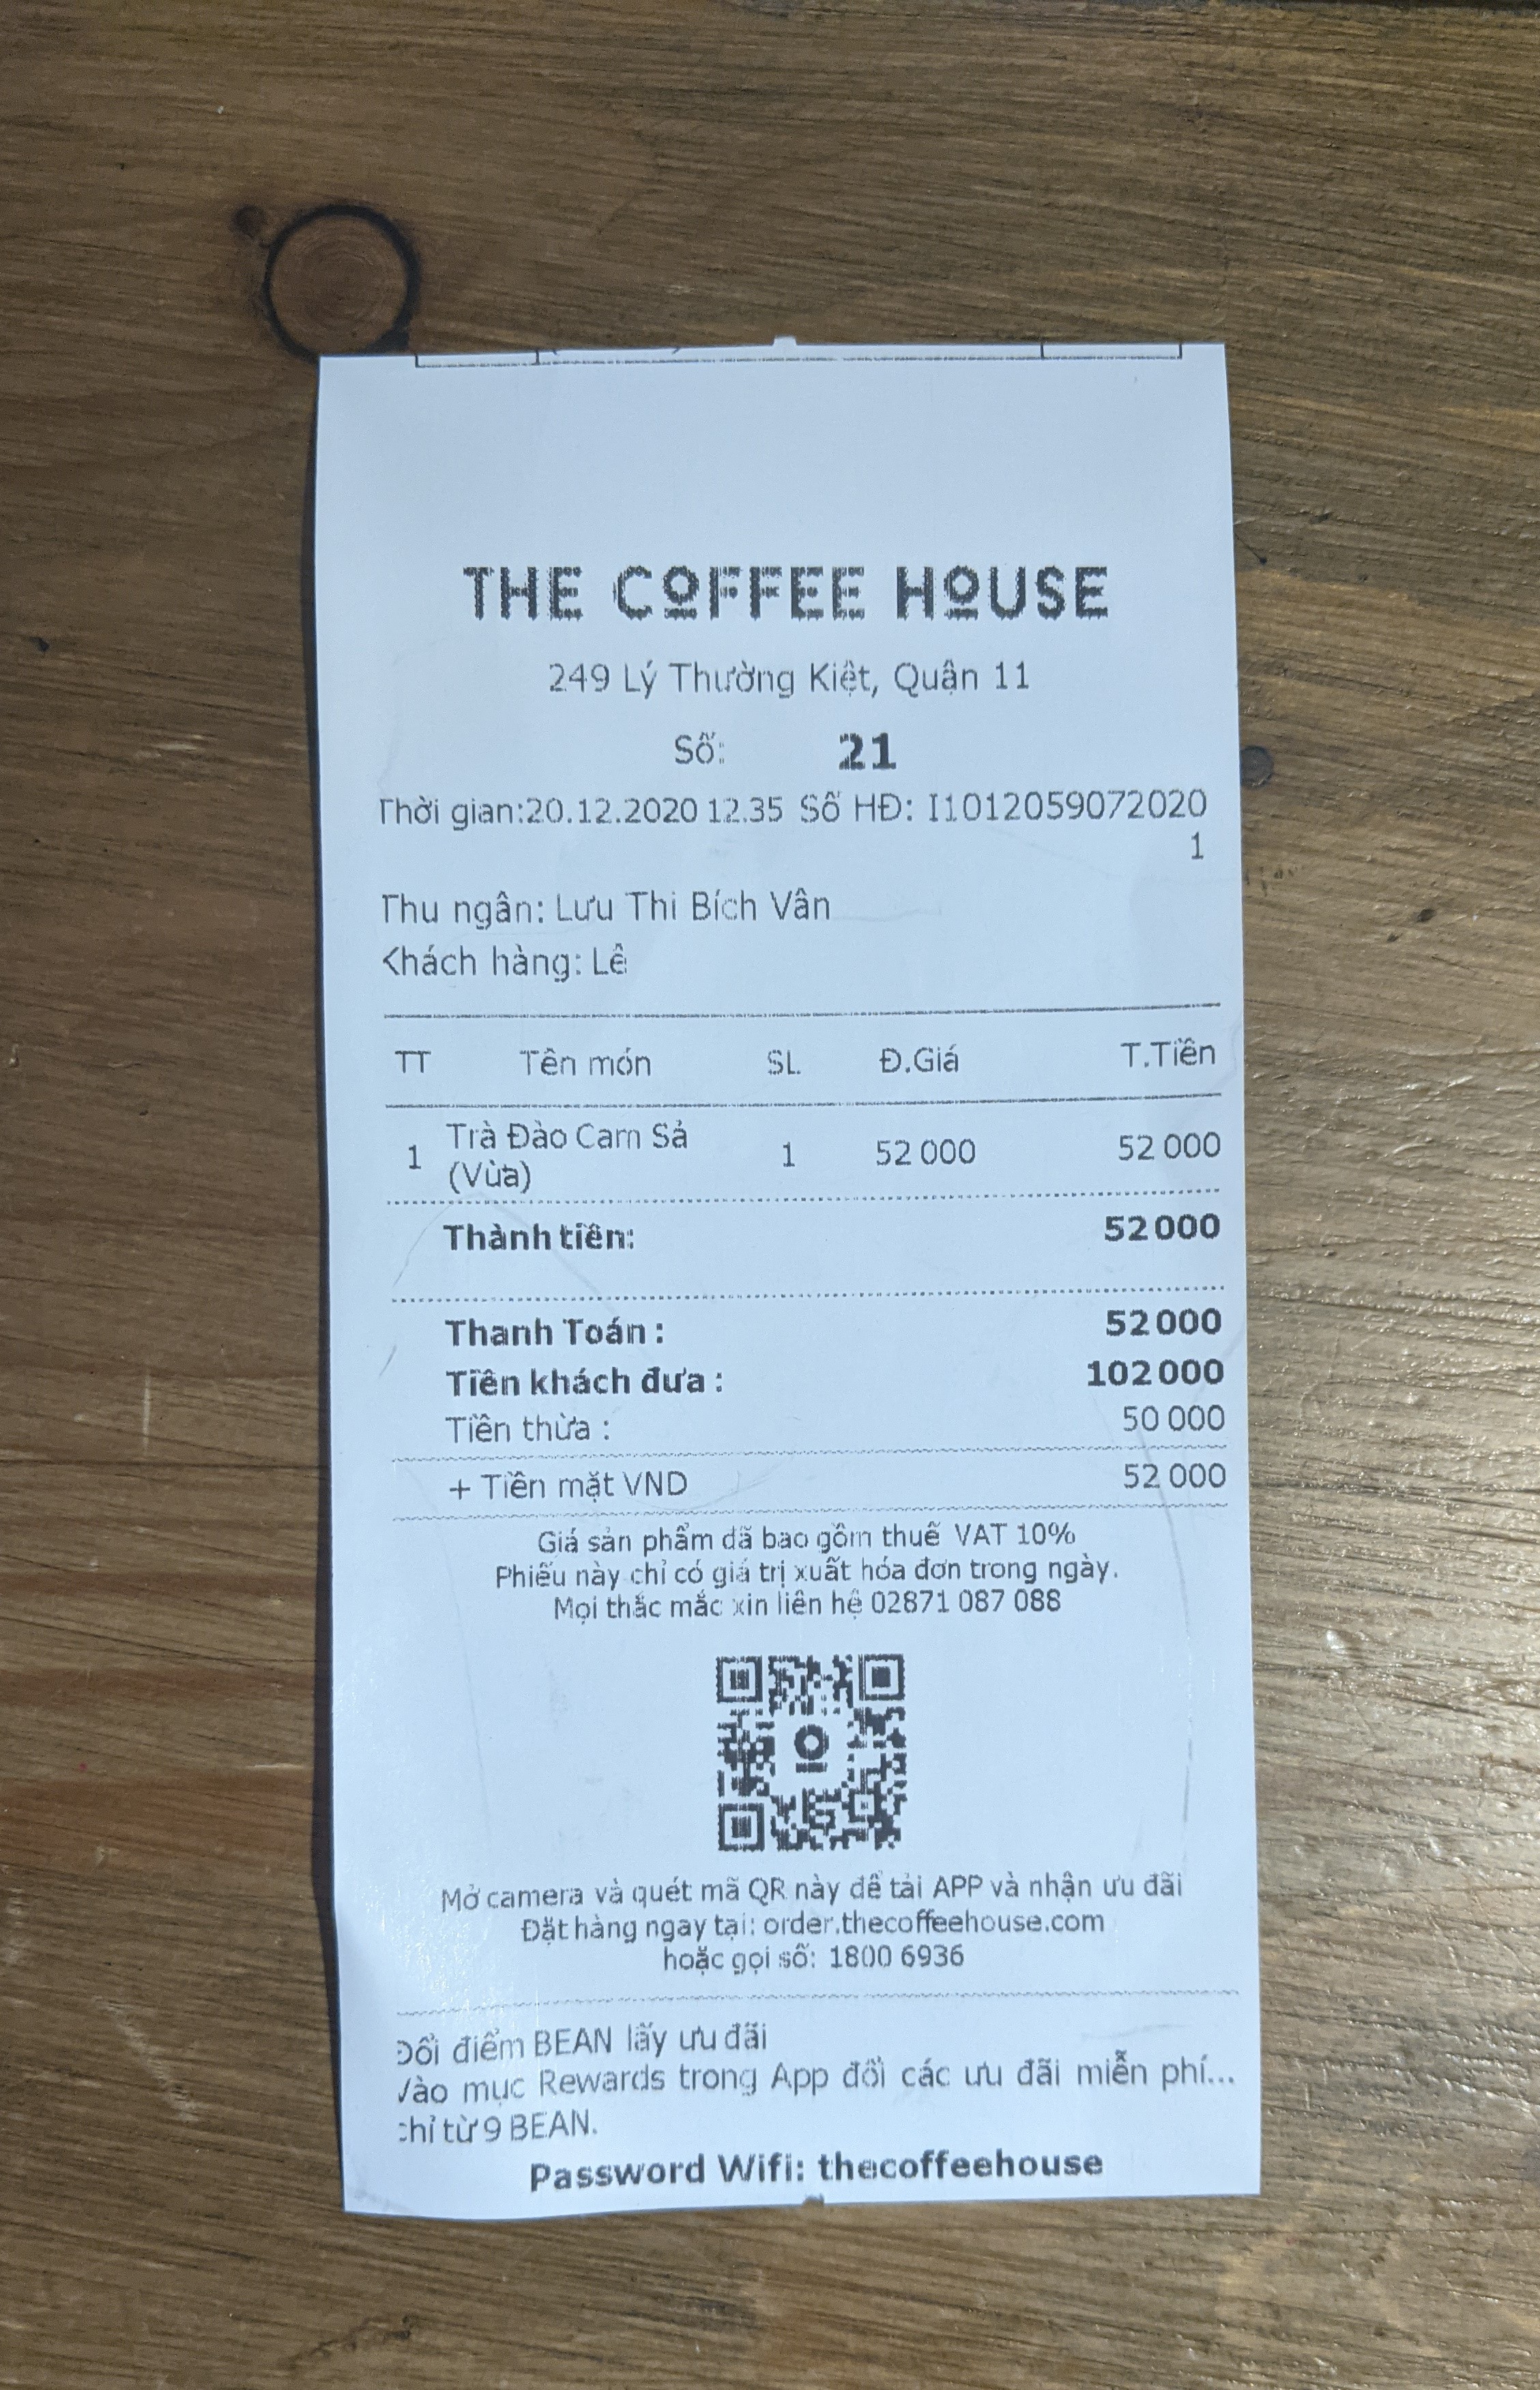 THE COFFEE HOUSE
249 Lý Thường Kiệt, Quận 11
Số: 21
Thời gian:20.12.2020 12.35 Số HĐ: I1012059072020
1
Thu ngân: Lưu Thi Bích Vân
Khách hàng: Lê
TT Tên món SL Đ.Giá T.Tiền
1 Trà Đào Cam Sả (Vừa) 1 52 000 52 000
Thành tiền: 52 000
Thanh Toán : 52 000
Tiền khách đưa : 102 000
Tiền thừa : 50 000
+ Tiền mặt VND 52 000
Giá sản phẩm đã bao gồm thuế VAT 10%
Phiếu này chỉ có giá trị xuất hóa đơn trong ngày.
Mọi thắc mắc xin liên hệ 02871 087 088
Mở camera và quét mã QR này để tải APP và nhận ưu đãi
Đặt hàng ngay tại: order.thecoffeehouse.com
hoặc gọi số: 1800 6936
Đổi điểm BEAN lấy ưu đãi
Vào mục Rewards trong App đổi các ưu đãi miễn phí...
chỉ từ 9 BEAN.
Password Wifi: thecoffeehouse